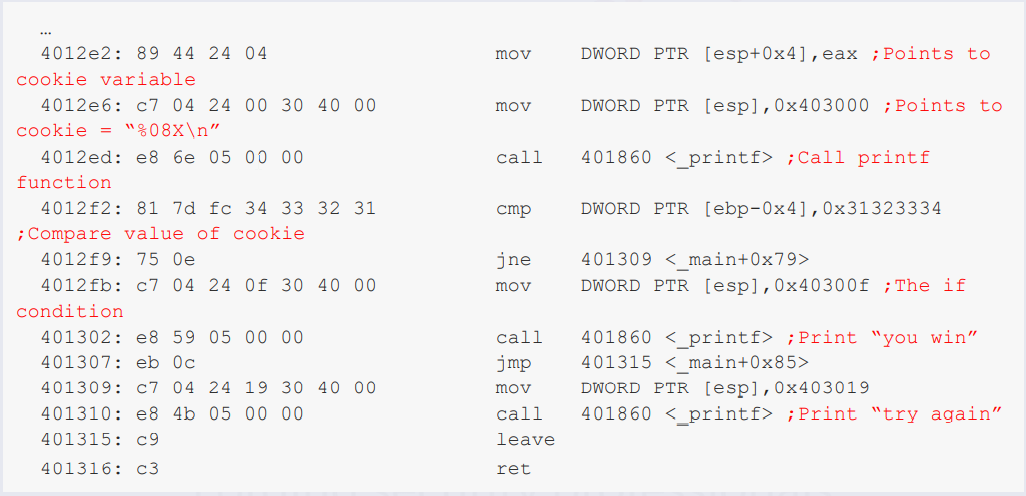 …
4012e2: 89 44 24 04 mov DWORD PTR [esp+0x4],eax ;Points to
cookie variable
4012e6: c7 04 24 00 30 40 00 mov DWORD PTR [esp],0x403000 ;Points to
cookie = “%08X\n”
4012ed: e8 6e 05 00 00 call 401860 <_printf> ;Call printf
function
4012f2: 81 7d fc 34 33 32 31 cmp DWORD PTR [ebp-0x4],0x31323334
;Compare value of cookie
4012f9: 75 0e jne 401309 <_main+0x79>
4012fb: c7 04 24 0f 30 40 00 mov DWORD PTR [esp],0x40300f ;The if
condition
401302: e8 59 05 00 00 call 401860 <_printf> ;Print “you win”
401307: eb 0c jmp 401315 <_main+0x85>
401309: c7 04 24 19 30 40 00 mov DWORD PTR [esp],0x403019
401310: e8 4b 05 00 00 call 401860 <_printf> ;Print “try again”
401315: c9 leave
401316: c3 ret